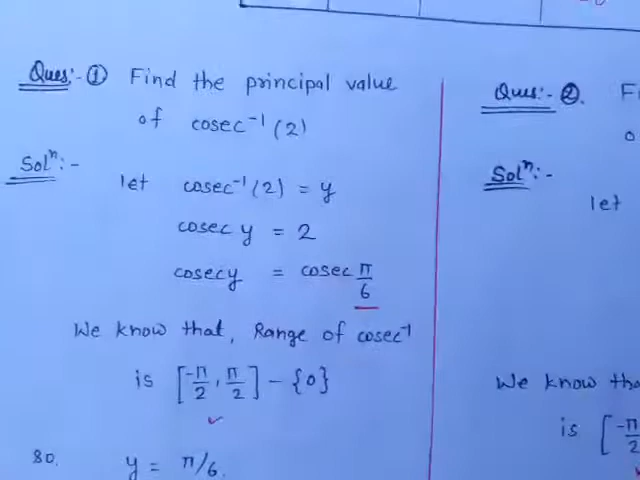 Ques:- ① Find the principal value
of cosec⁻¹ (2)
Solⁿ:-
let cosec⁻¹ (2) = y
cosec y = 2
cosecy = cosec π/6
We know that, Range of cosec⁻¹
is [-π/2, π/2] - {0}
So, y = π/6.
Ques:- ②.
Solⁿ:-
let
We know
is [-π/2